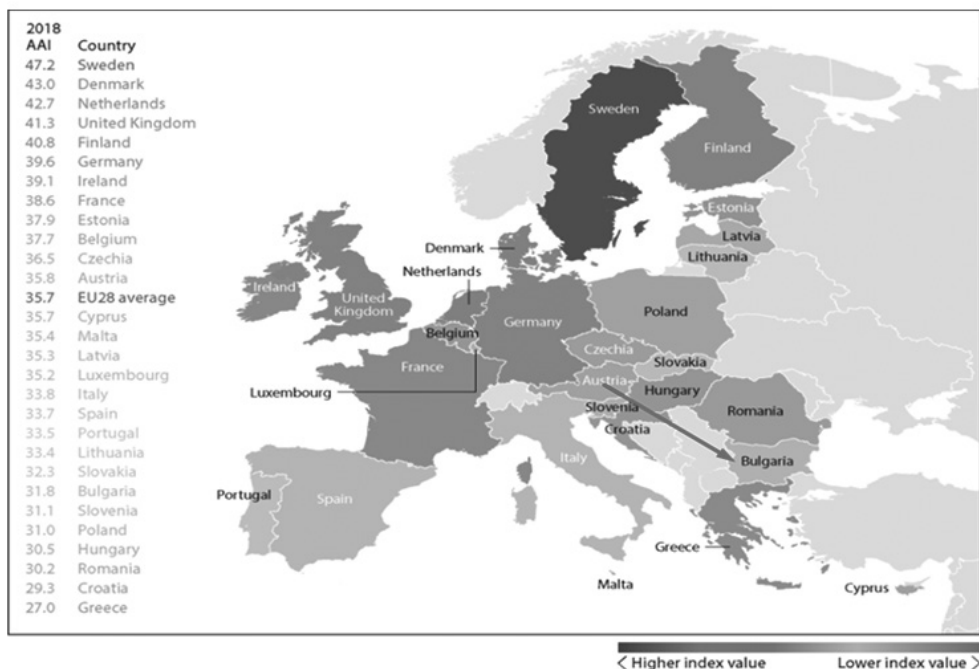 2018
AAI Country
47.2 Sweden
43.0 Denmark
42.7 Netherlands
41.3 United Kingdom
40.8 Finland
39.6 Germany
39.1 Ireland
38.6 France
37.9 Estonia
37.7 Belgium
36.5 Czechia
35.8 Austria
35.7 EU28 average
35.7 Cyprus
35.4 Malta
35.3 Latvia
35.2 Luxembourg
33.8 Italy
33.7 Spain
33.5 Portugal
33.4 Lithuania
32.3 Slovakia
31.8 Bulgaria
31.1 Slovenia
31.0 Poland
30.5 Hungary
30.2 Romania
29.3 Croatia
27.0 Greece
Sweden
Finland
Estonia
Latvia
Lithuania
Denmark
Netherlands
Ireland
United
Kingdom
Belgium
Germany
Poland
Czechia
Slovakia
France
Luxembourg
Austria
Hungary
Slovenia
Romania
Croatia
Italy
Bulgaria
Portugal
Spain
Greece
Malta
Cyprus
< Higher index value
Lower index value >